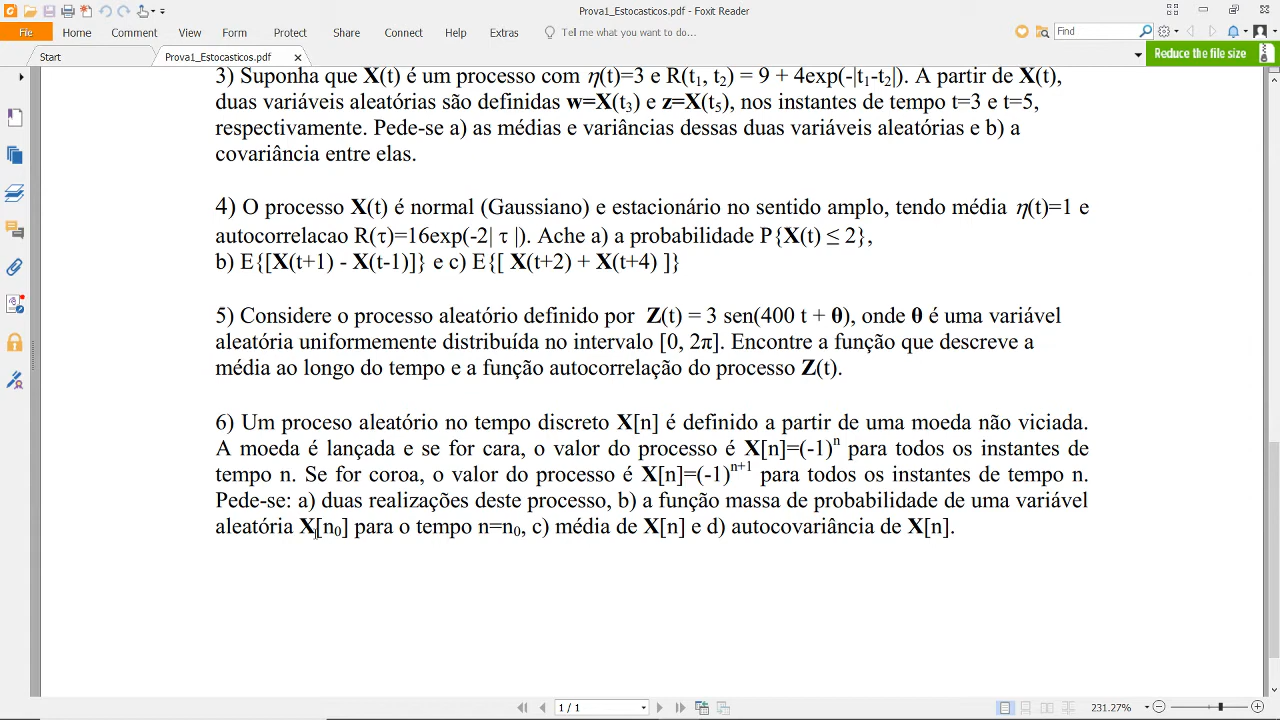 Prova1_Estocasticos.pdf - Foxit Reader
File Home Comment View Form Protect Share Connect Help Extras Tell me what you want to do... Find
Start Prova1_Estocasticos.pdf
Reduce the file size
3) Suponha que X(t) é um processo com η(t)=3 e R(t₁, t₂) = 9 + 4exp(-|t₁-t₂|). A partir de X(t),
duas variáveis aleatórias são definidas w=X(t₃) e z=X(t₅), nos instantes de tempo t=3 e t=5,
respectivamente. Pede-se a) as médias e variâncias dessas duas variáveis aleatórias e b) a
covariância entre elas.
4) O processo X(t) é normal (Gaussiano) e estacionário no sentido amplo, tendo média η(t)=1 e
autocorrelacao R(τ)=16exp(-2| τ |). Ache a) a probabilidade P{X(t) ≤ 2},
b) E{[X(t+1) - X(t-1)]} e c) E{[ X(t+2) + X(t+4) ]}
5) Considere o processo aleatório definido por Z(t) = 3 sen(400 t + θ), onde θ é uma variável
aleatória uniformemente distribuída no intervalo [0, 2π]. Encontre a função que descreve a
média ao longo do tempo e a função autocorrelação do processo Z(t).
6) Um proceso aleatório no tempo discreto X[n] é definido a partir de uma moeda não viciada.
A moeda é lançada e se for cara, o valor do processo é X[n]=(-1)ⁿ para todos os instantes de
tempo n. Se for coroa, o valor do processo é X[n]=(-1)ⁿ⁺¹ para todos os instantes de tempo n.
Pede-se: a) duas realizações deste processo, b) a função massa de probabilidade de uma variável
aleatória X[n₀] para o tempo n=n₀, c) média de X[n] e d) autocovariância de X[n].
1 / 1 231.27%